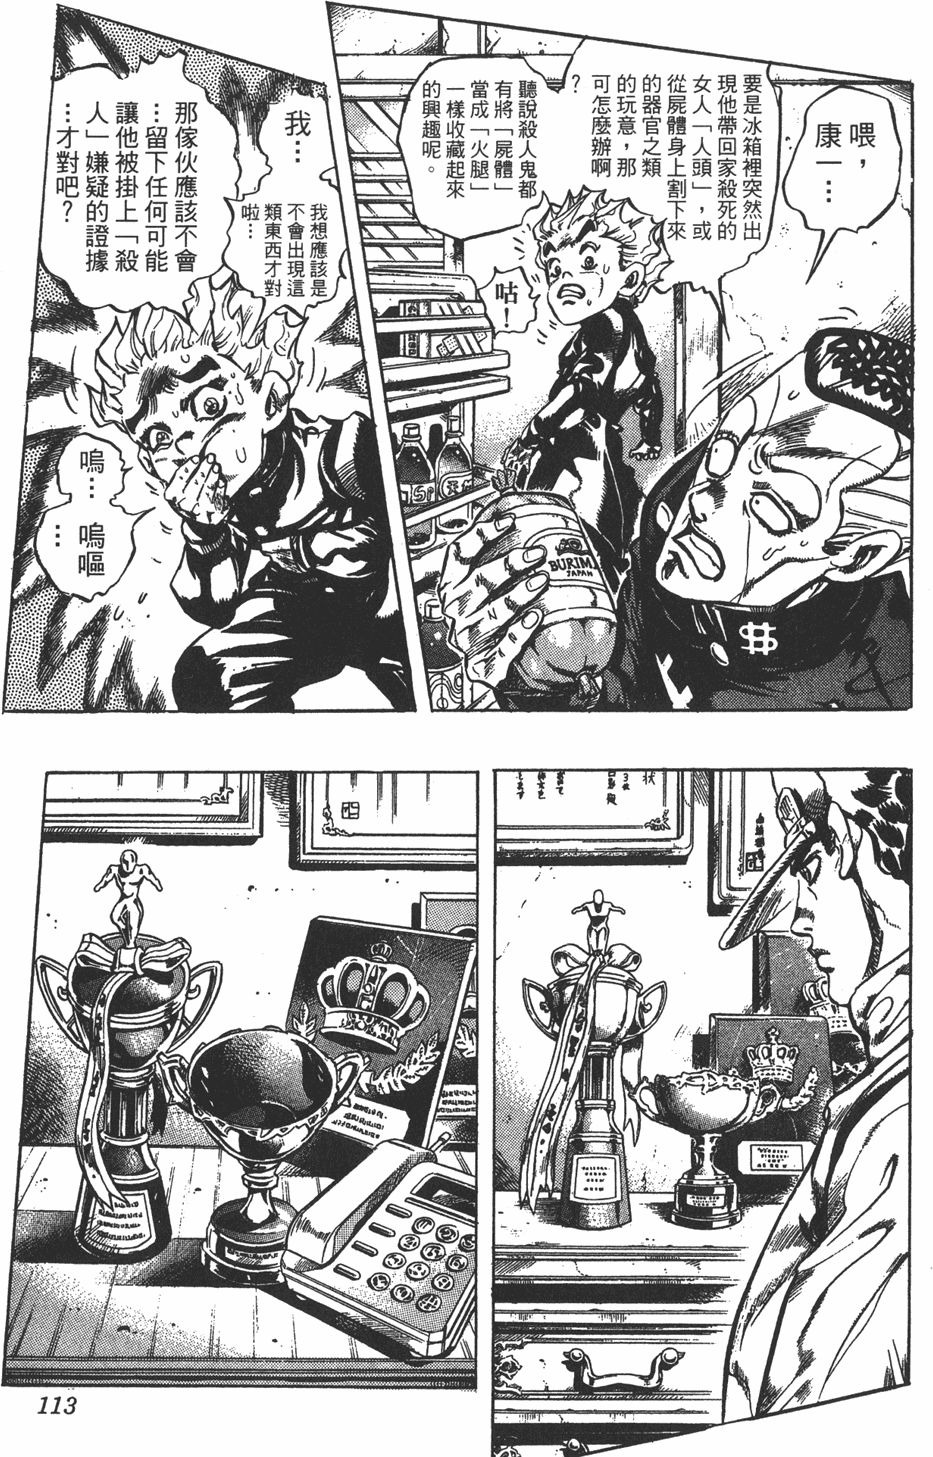 喂，
康一…
要是冰箱裡突然出
現他帶回家殺死的
女人「人頭」，或
從屍體身上割下來
的器官之類
的玩意，那
可怎麼辦啊
？
聽說殺人鬼都
有將「屍體」
當成「火腿」
一樣收藏起來
的興趣呢。
咕！
BURIM
JAPAN
我…
我想應該是
不會出現這
類東西才對
啦…
那傢伙應該不會
…留下任何可能
讓他被掛上「殺
人」嫌疑的證據
…才對吧？
嗚…
嗚嘔
…
状
113